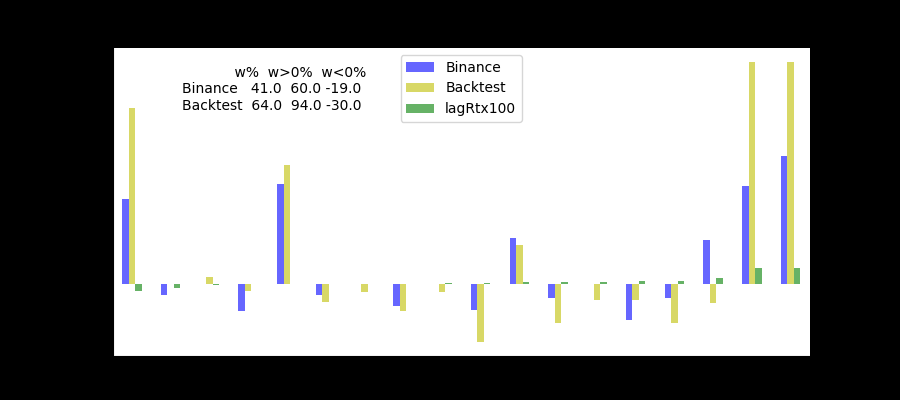 w%  w>0%  w<0%
Binance   41.0  60.0 -19.0
Backtest  64.0  94.0 -30.0
Binance
Backtest
lagRtx100